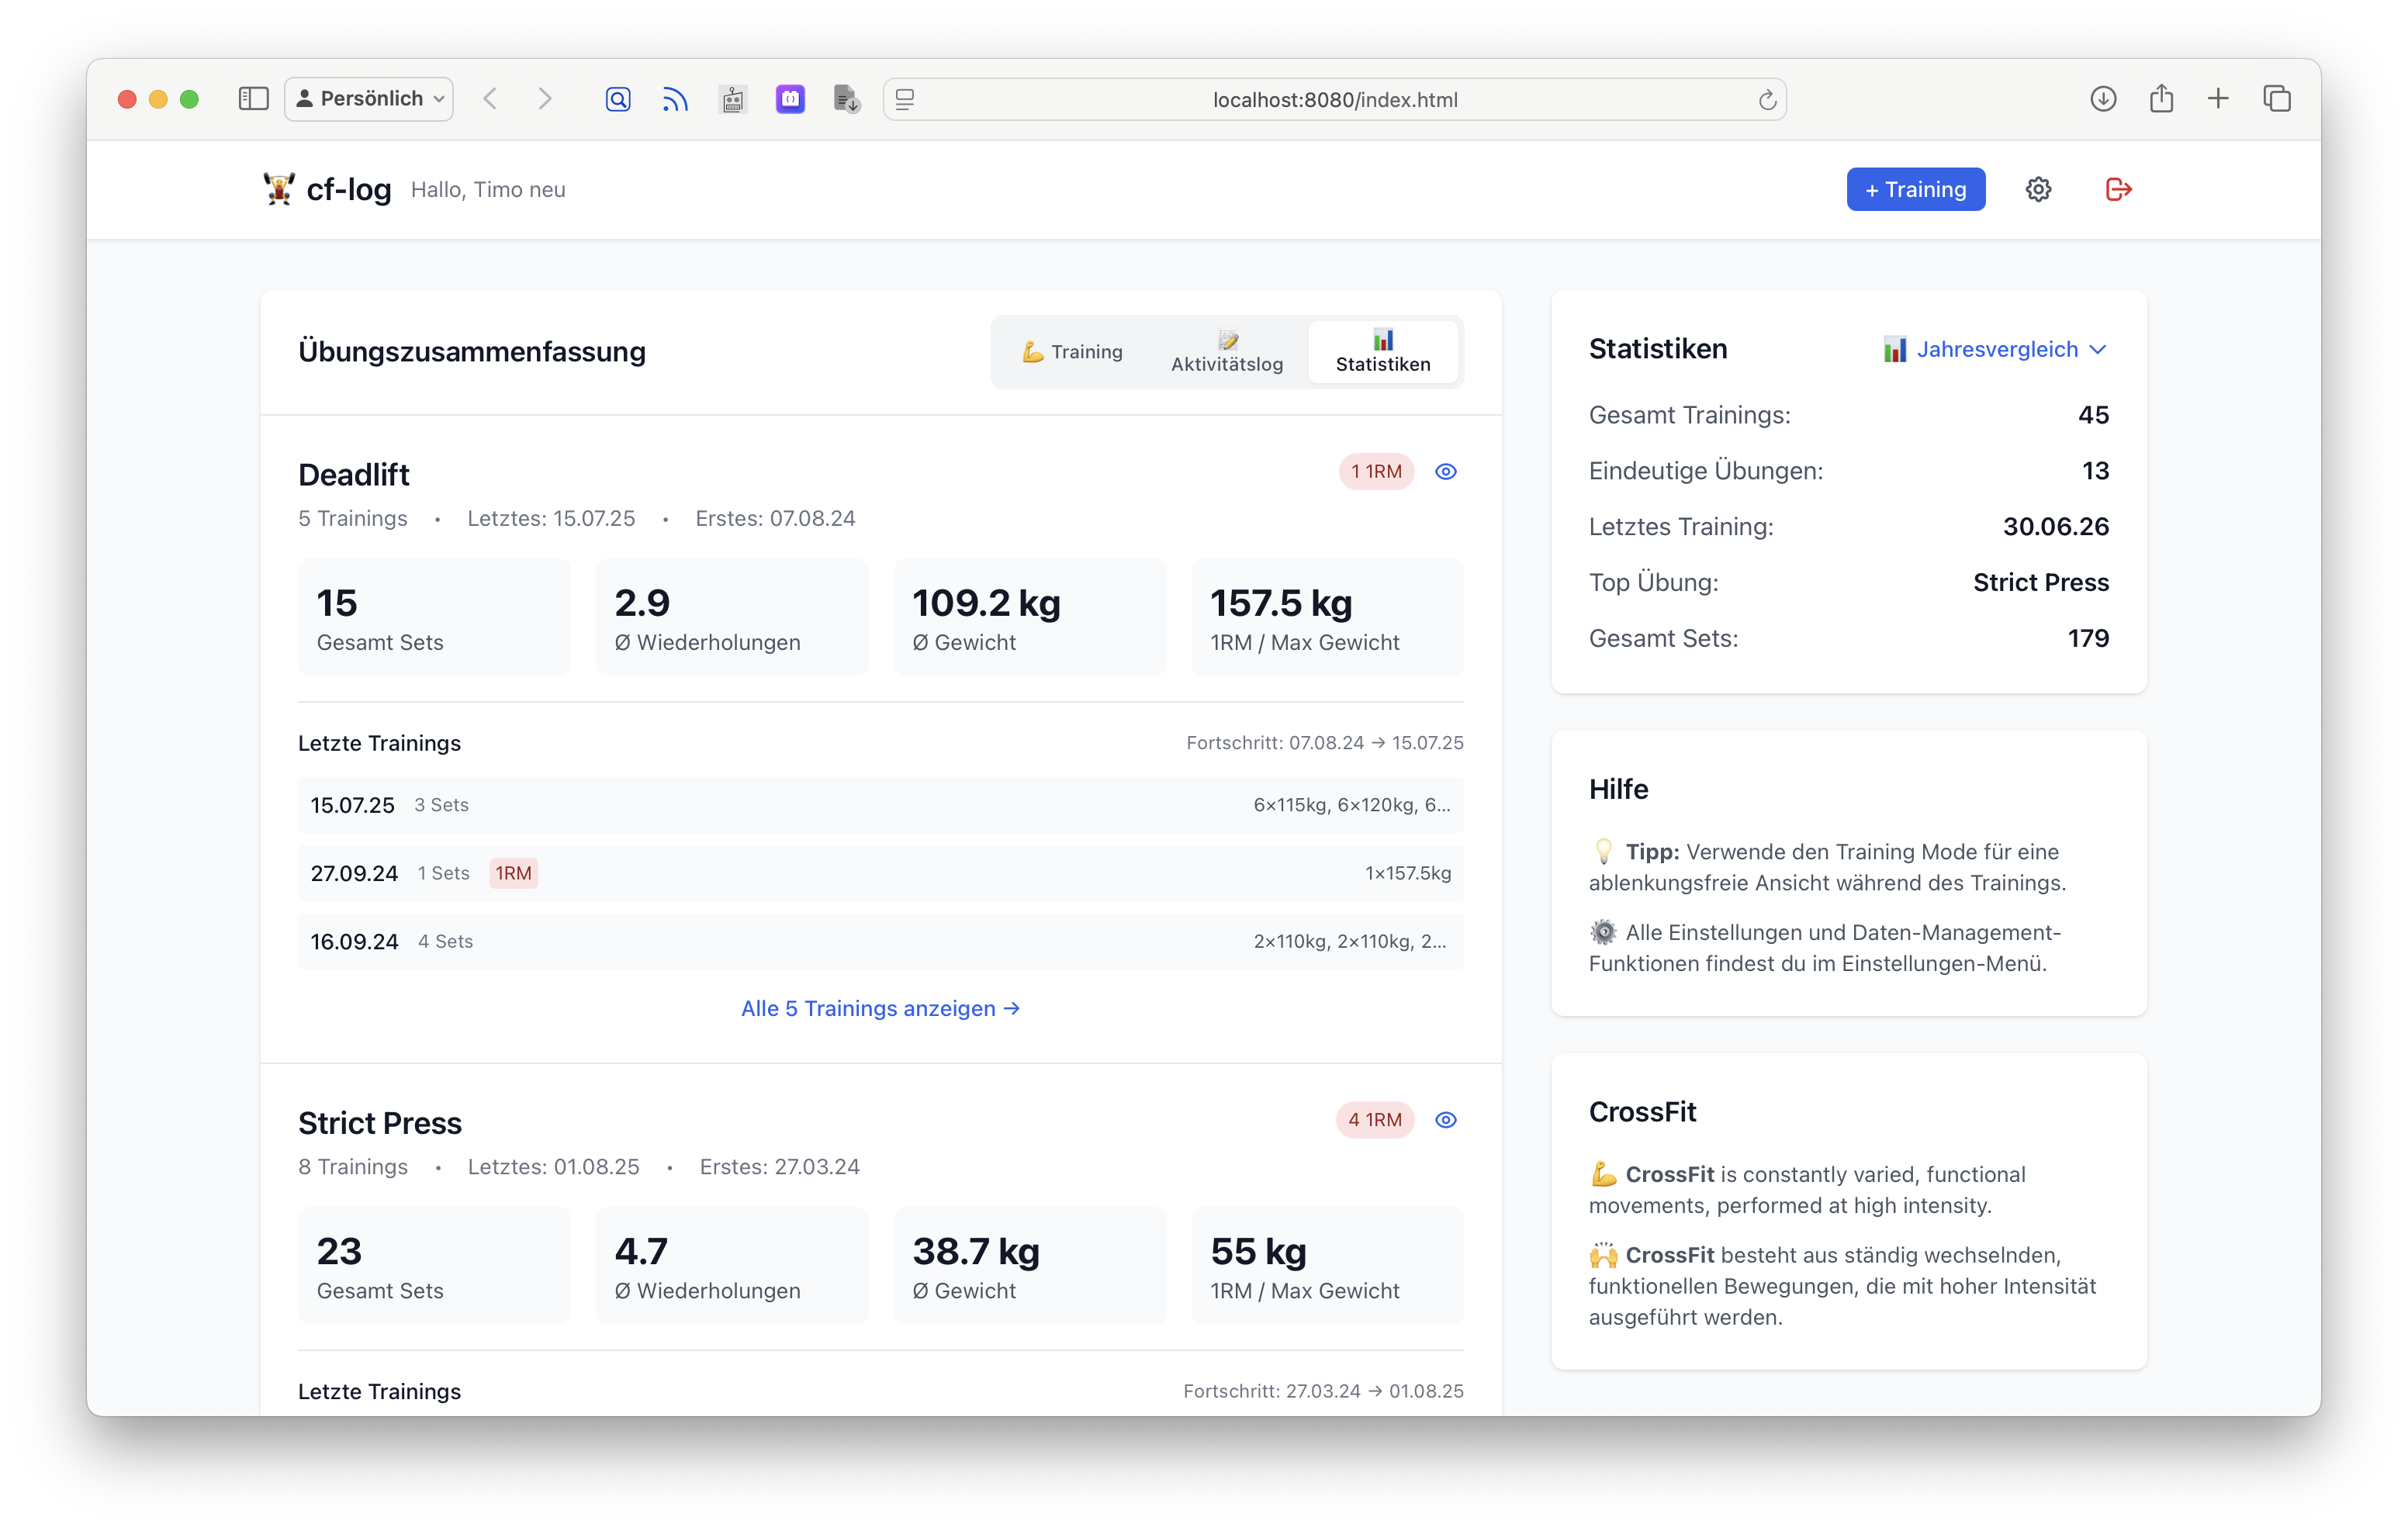 Persönlich
localhost:8080/index.html
cf-log
Hallo, Timo neu
+ Training
Übungszusammenfassung
Training
Aktivitätslog
Statistiken
Deadlift
1 1RM
5 Trainings • Letztes: 15.07.25 • Erstes: 07.08.24
15
Gesamt Sets
2.9
Ø Wiederholungen
109.2 kg
Ø Gewicht
157.5 kg
1RM / Max Gewicht
Letzte Trainings
Fortschritt: 07.08.24 → 15.07.25
15.07.25 3 Sets 6×115kg, 6×120kg, 6...
27.09.24 1 Sets 1RM 1×157.5kg
16.09.24 4 Sets 2×110kg, 2×110kg, 2...
Alle 5 Trainings anzeigen →
Strict Press
4 1RM
8 Trainings • Letztes: 01.08.25 • Erstes: 27.03.24
23
Gesamt Sets
4.7
Ø Wiederholungen
38.7 kg
Ø Gewicht
55 kg
1RM / Max Gewicht
Letzte Trainings
Fortschritt: 27.03.24 → 01.08.25
Statistiken
Jahresvergleich
Gesamt Trainings: 45
Eindeutige Übungen: 13
Letztes Training: 30.06.26
Top Übung: Strict Press
Gesamt Sets: 179
Hilfe
Tipp: Verwende den Training Mode für eine
ablenkungsfreie Ansicht während des Trainings.
Alle Einstellungen und Daten-Management-
Funktionen findest du im Einstellungen-Menü.
CrossFit
CrossFit is constantly varied, functional
movements, performed at high intensity.
CrossFit besteht aus ständig wechselnden,
funktionellen Bewegungen, die mit hoher Intensität
ausgeführt werden.